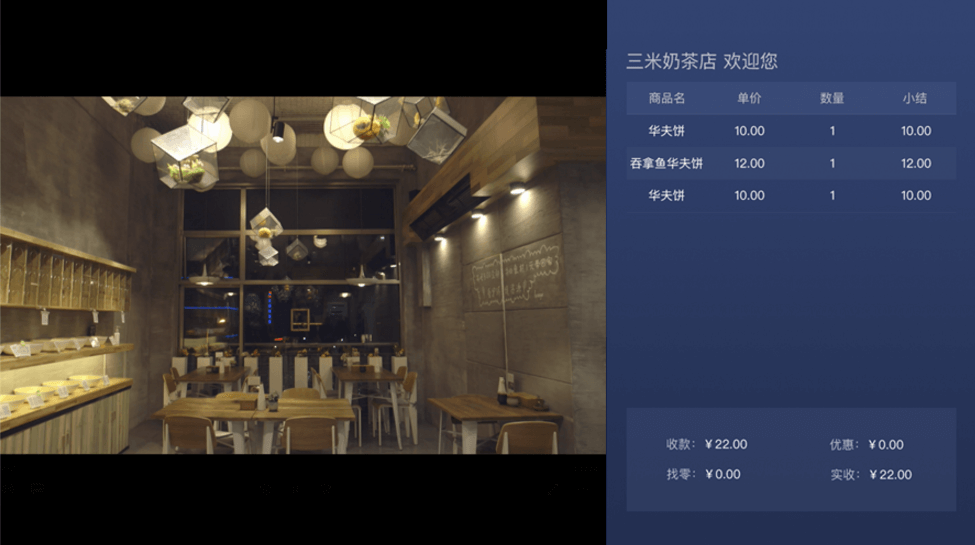 三米奶茶店 欢迎您
商品名 单价 数量 小结
华夫饼 10.00 1 10.00
吞拿鱼华夫饼 12.00 1 12.00
华夫饼 10.00 1 10.00
收款: ¥22.00 优惠: ¥0.00
找零: ¥0.00 实收: ¥22.00